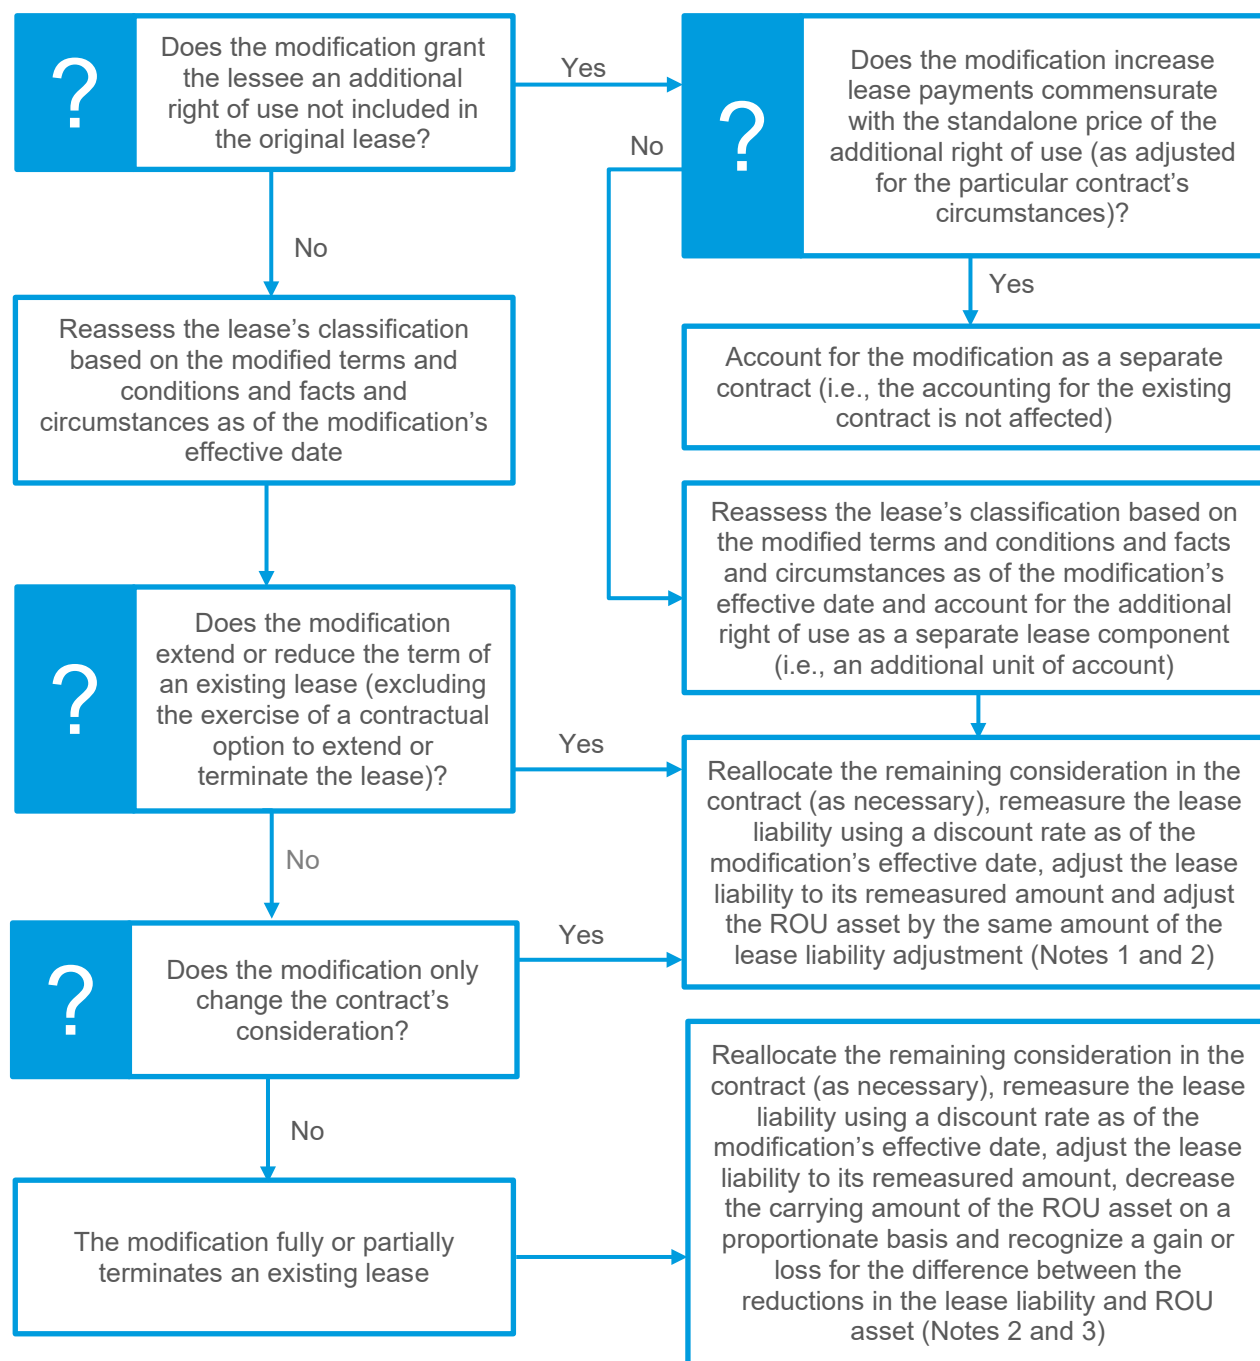 ?
Does the modification grant
the lessee an additional
right of use not included in
the original lease?
Yes
?
Does the modification increase
lease payments commensurate
with the standalone price of the
additional right of use (as adjusted
for the particular contract's
circumstances)?
No
No
Yes
Reassess the lease's classification
based on the modified terms and
conditions and facts and
circumstances as of the modification's
effective date
Account for the modification as a separate
contract (i.e., the accounting for the existing
contract is not affected)
Reassess the lease's classification based on
the modified terms and conditions and facts
and circumstances as of the modification's
effective date and account for the additional
right of use as a separate lease component
(i.e., an additional unit of account)
?
Does the modification
extend or reduce the term of
an existing lease (excluding
the exercise of a contractual
option to extend or
terminate the lease)?
Yes
Reallocate the remaining consideration in the
contract (as necessary), remeasure the lease
liability using a discount rate as of the
modification's effective date, adjust the lease
liability to its remeasured amount and adjust
the ROU asset by the same amount of the
lease liability adjustment (Notes 1 and 2)
No
?
Does the modification only
change the contract's
consideration?
Yes
No
The modification fully or partially
terminates an existing lease
Reallocate the remaining consideration in the
contract (as necessary), remeasure the lease
liability using a discount rate as of the
modification's effective date, adjust the lease
liability to its remeasured amount, decrease
the carrying amount of the ROU asset on a
proportionate basis and recognize a gain or
loss for the difference between the
reductions in the lease liability and ROU
asset (Notes 2 and 3)